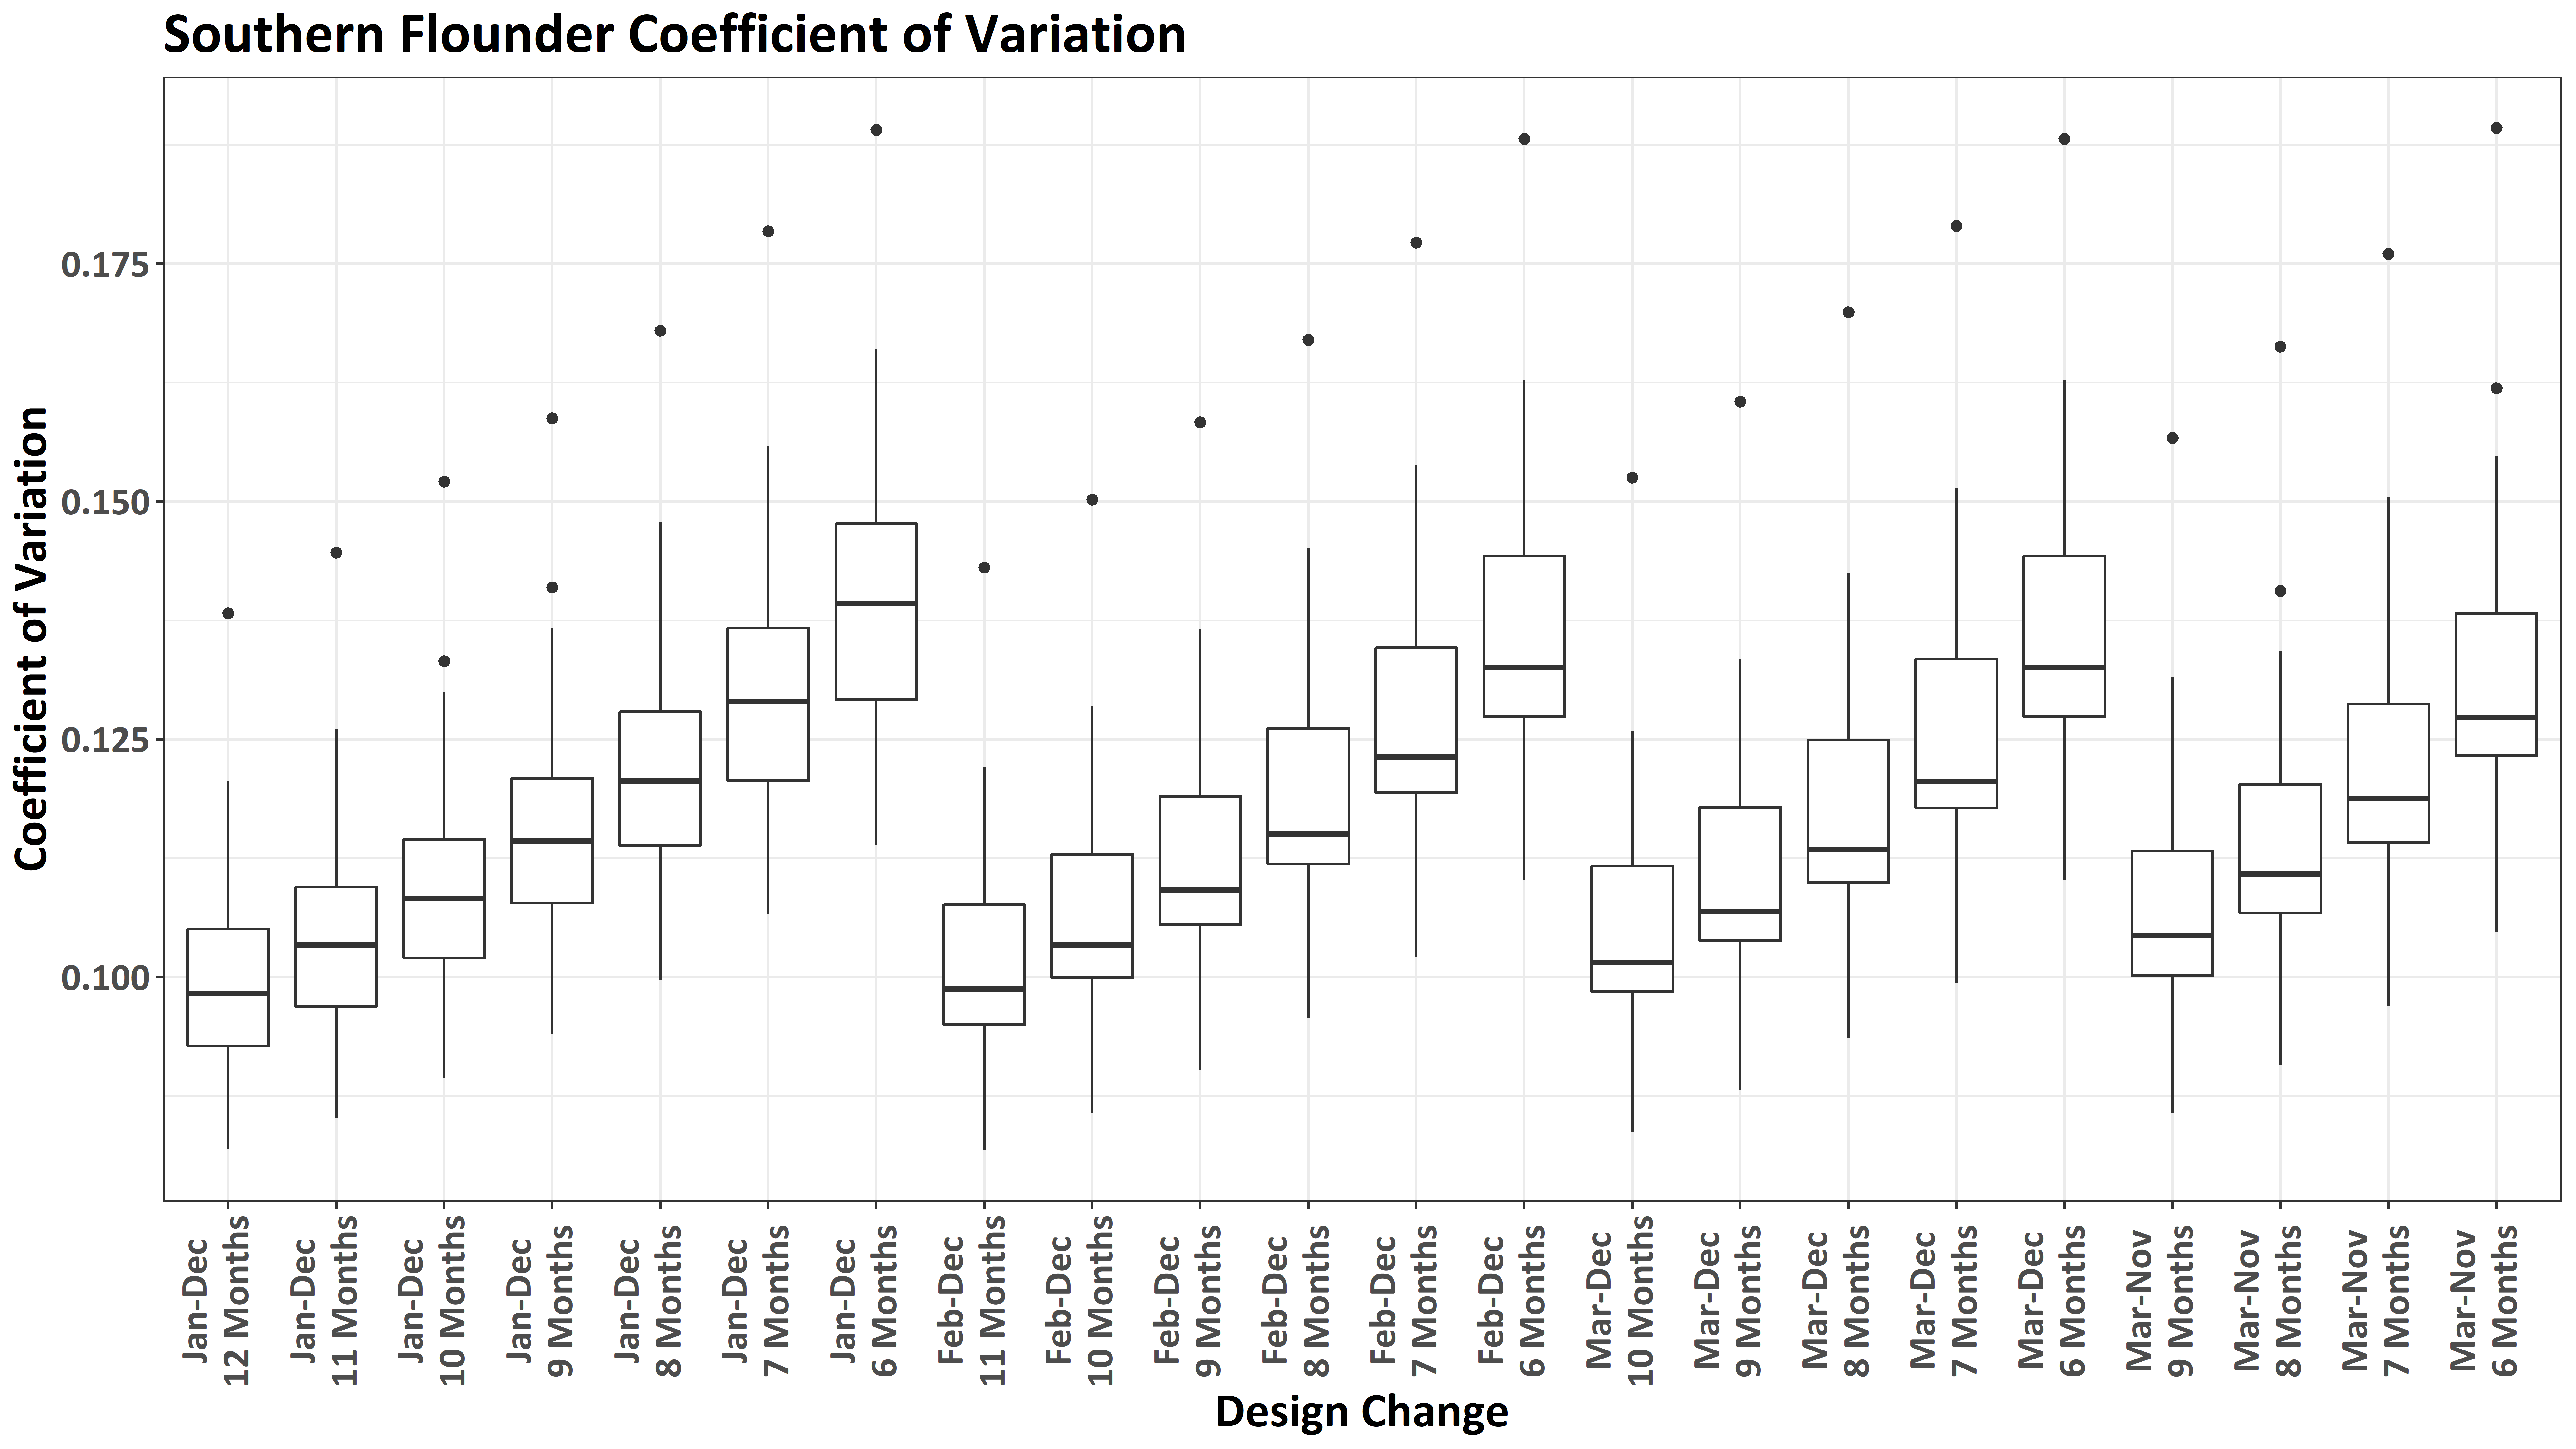 Southern Flounder Coefficient of Variation
Coefficient of Variation
0.175
0.150
0.125
0.100
Jan-Dec
12 Months
Jan-Dec
11 Months
Jan-Dec
10 Months
Jan-Dec
9 Months
Jan-Dec
8 Months
Jan-Dec
7 Months
Jan-Dec
6 Months
Feb-Dec
11 Months
Feb-Dec
10 Months
Feb-Dec
9 Months
Feb-Dec
8 Months
Feb-Dec
7 Months
Feb-Dec
6 Months
Mar-Dec
10 Months
Mar-Dec
9 Months
Mar-Dec
8 Months
Mar-Dec
7 Months
Mar-Dec
6 Months
Mar-Nov
9 Months
Mar-Nov
8 Months
Mar-Nov
7 Months
Mar-Nov
6 Months
Design Change